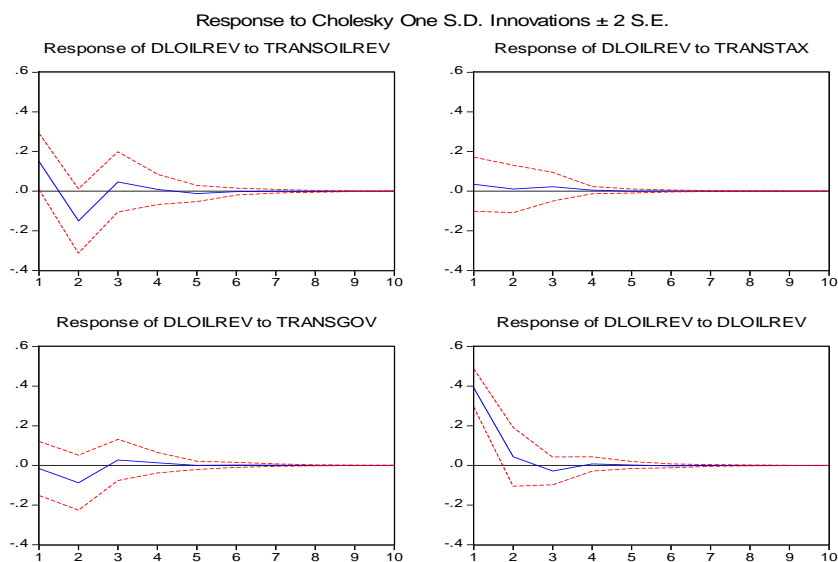 Response to Cholesky One S.D. Innovations ± 2 S.E.
Response of DLOILREV to TRANSOILREV
.6
.4
.2
.0
-.2
-.4
1 2 3 4 5 6 7 8 9 10
Response of DLOILREV to TRANSTAX
.6
.4
.2
.0
-.2
-.4
1 2 3 4 5 6 7 8 9 10
Response of DLOILREV to TRANSGOV
.6
.4
.2
.0
-.2
-.4
1 2 3 4 5 6 7 8 9 10
Response of DLOILREV to DLOILREV
.6
.4
.2
.0
-.2
-.4
1 2 3 4 5 6 7 8 9 10